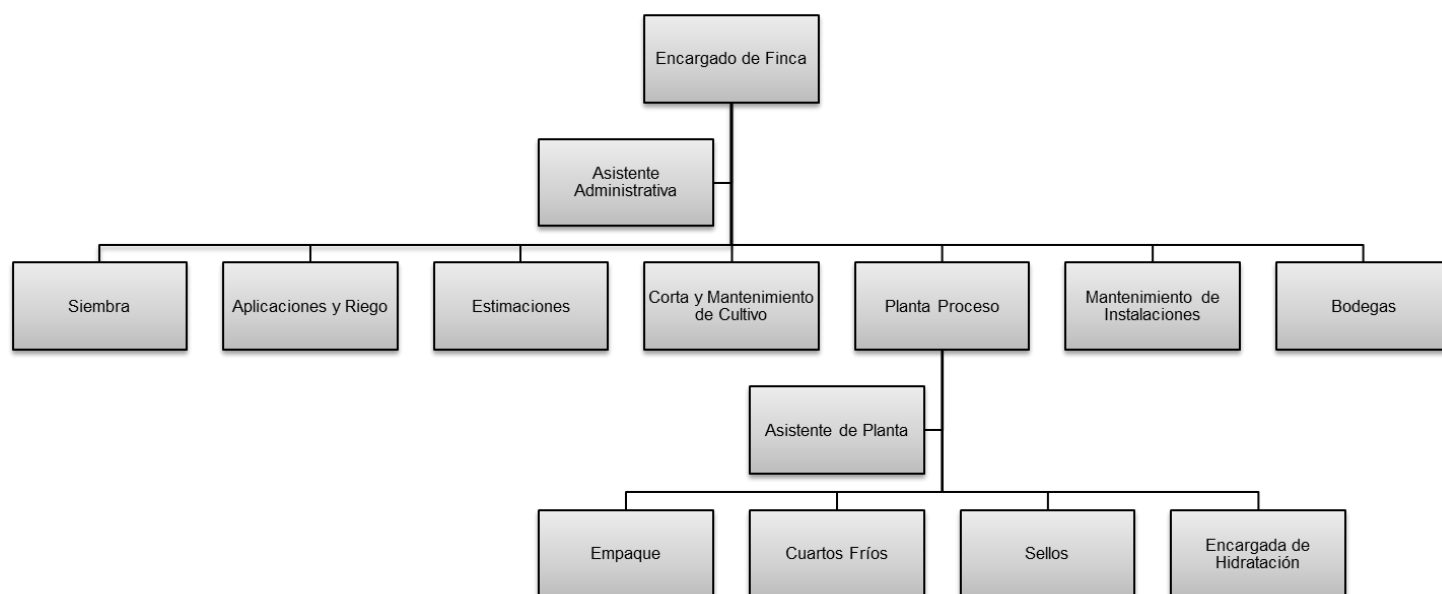 Encargado de Finca
Asistente
Administrativa
Siembra
Aplicaciones y Riego
Estimaciones
Corta y Mantenimiento
de Cultivo
Planta Proceso
Mantenimiento de
Instalaciones
Bodegas
Asistente de Planta
Empaque
Cuartos Fríos
Sellos
Encargada de
Hidratación